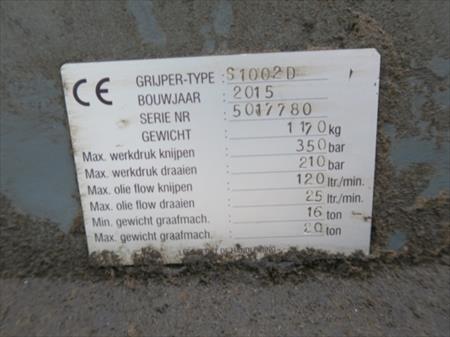 CE GRIJPER-TYPE : S1002D
BOUWJAAR : 2015
SERIE NR : 5017780
GEWICHT : 1170 kg
Max. werkdruk knijpen : 350 bar
Max. werkdruk draaien : 210 bar
Max. olie flow knijpen : 120 ltr./min.
Max. olie flow draaien : 25 ltr./min.
Min. gewicht graafmach. : 16 ton
Max. gewicht graafmach. : 20 ton